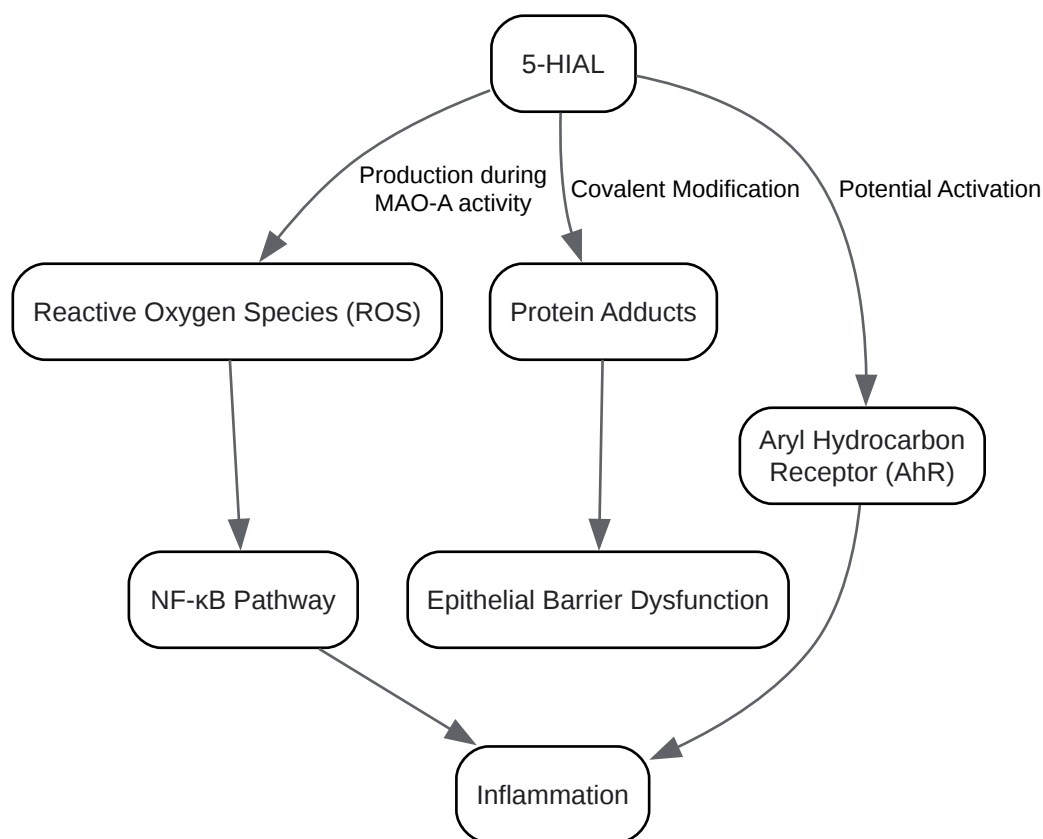 5-HIAL
Production during
MAO-A activity
Covalent Modification
Potential Activation
Reactive Oxygen Species (ROS)
Protein Adducts
Aryl Hydrocarbon
Receptor (AhR)
NF-κB Pathway
Epithelial Barrier Dysfunction
Inflammation